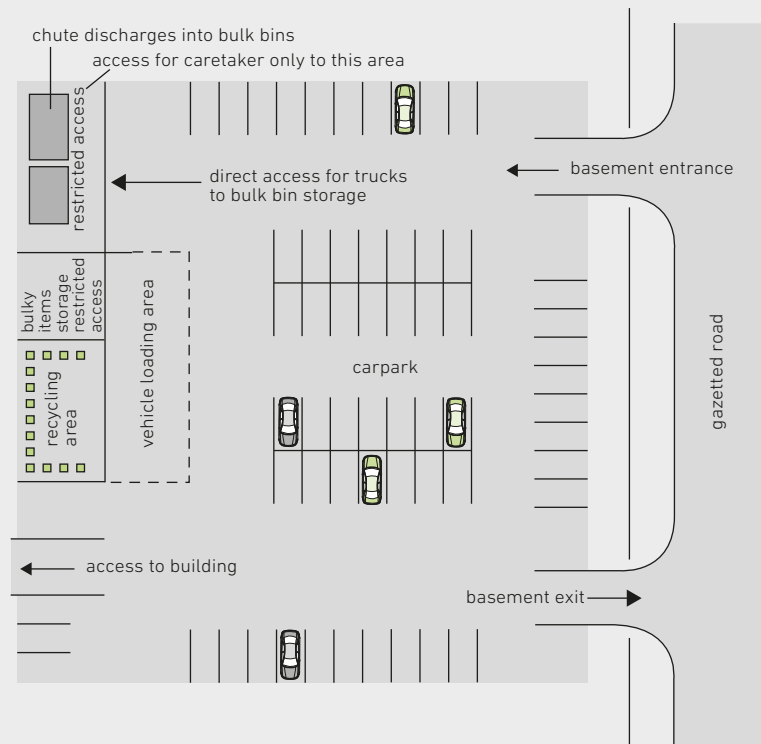 chute discharges into bulk bins
access for caretaker only to this area
restricted access
direct access for trucks
to bulk bin storage
basement entrance
bulky
items
storage
restricted
access
vehicle loading area
carpark
gazetted road
recycling
area
access to building
basement exit